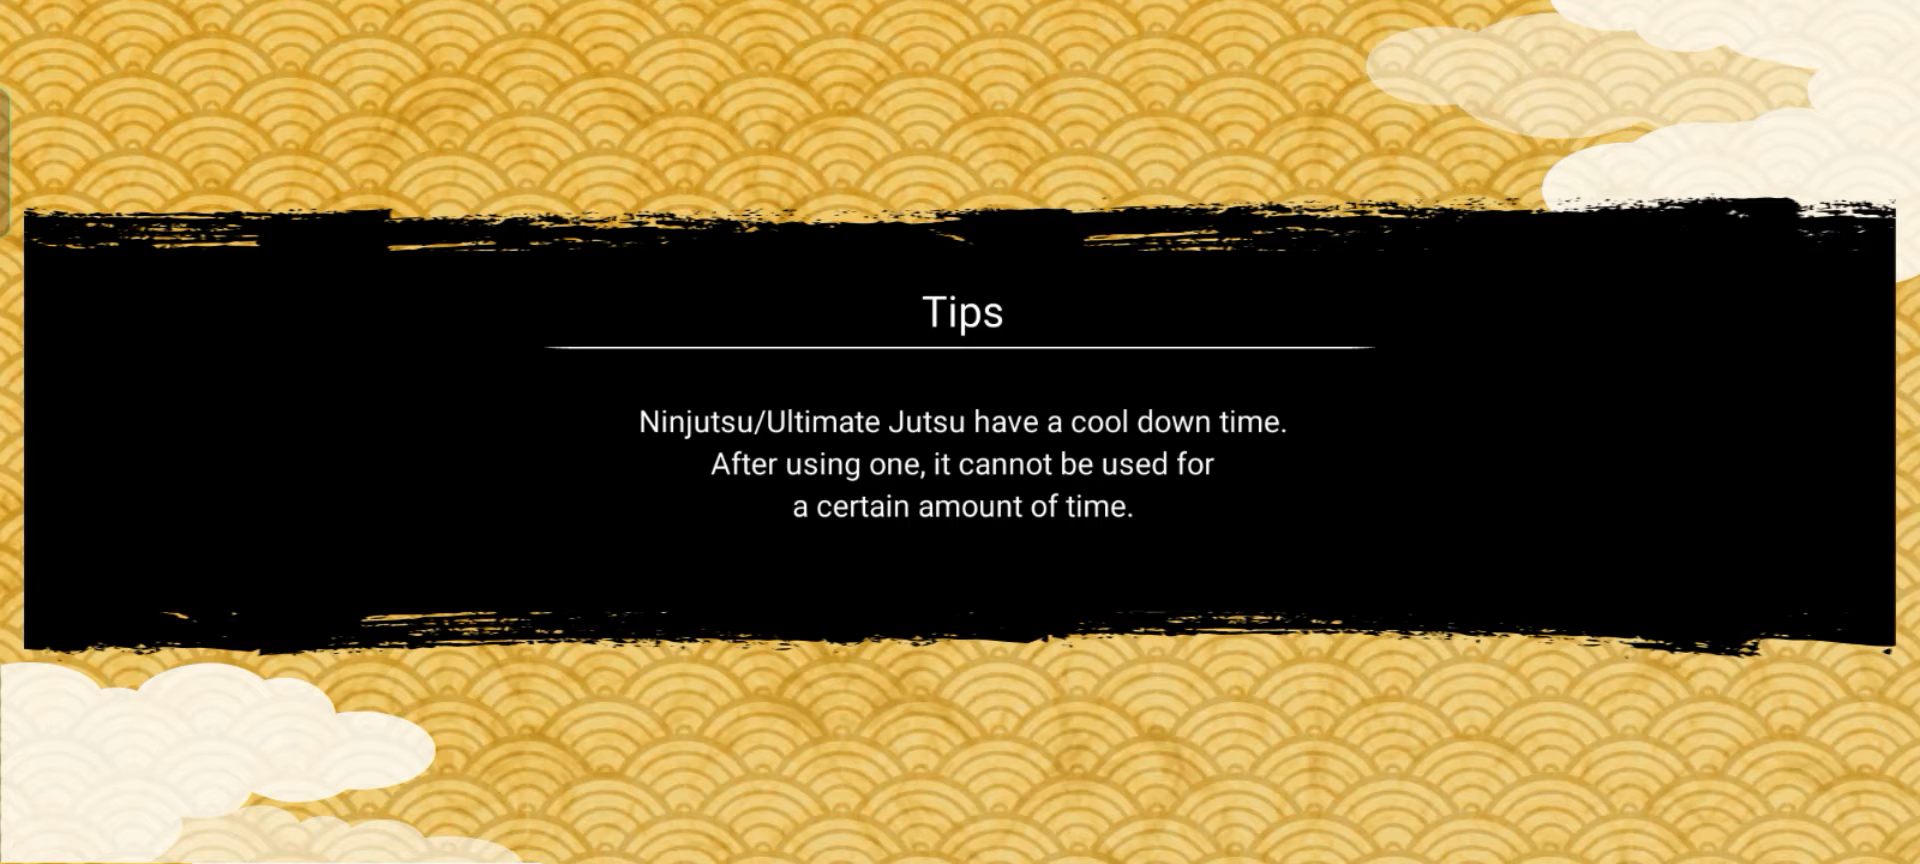 Tips
Ninjutsu/Ultimate Jutsu have a cool down time.
After using one, it cannot be used for
a certain amount of time.